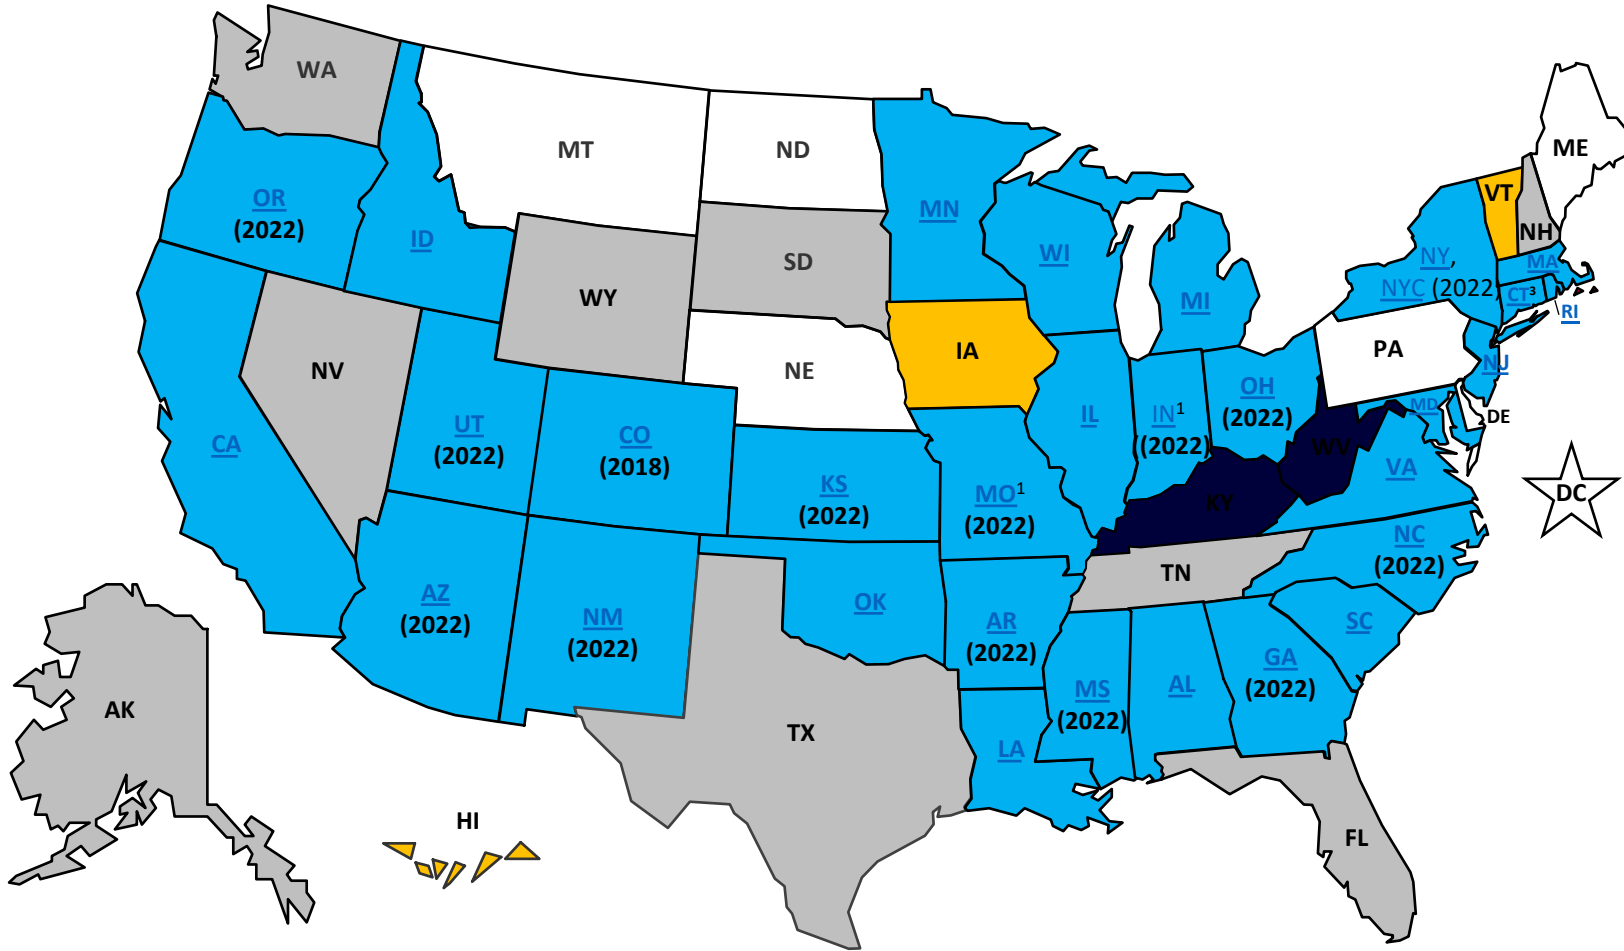 WA
MT
ND
ME
OR
(2022)
ID
MN
VT
NH
SD
WI
WY
MI
NY,
NYC (2022
MA
CT³
RI
NV
NE
IA
PA
NJ
UT
(2022)
CO
(2018)
CA
IL
IN¹
(2022)
OH
(2022)
MD
DE
WV
VA
DC
KS
(2022)
MO¹
(2022)
KY
NC
(2022)
TN
AZ
(2022)
NM
(2022)
OK
AR
(2022)
SC
MS
(2022)
AL
GA
(2022)
AK
TX
LA
HI
FL